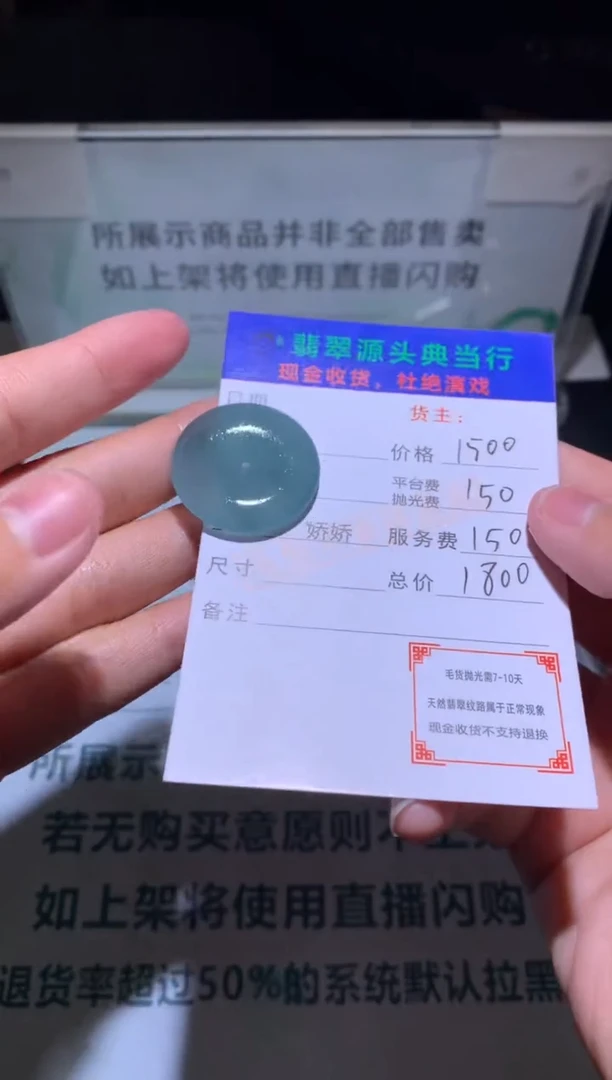 所展示商品并非全部售卖
如上架将使用直播闪购
翡翠源头典当行
现金收货，杜绝演戏
日期
货主：
价格 1500
平台费
抛光费 150
娇娇 服务费 150
尺寸 总价 1800
备注
毛货抛光需7-10天
天然翡翠纹路属于正常现象
现金收货不支持退换
所展示
若无购买意愿则不
如上架将使用直播闪购
退货率超过50%的系统默认拉黑